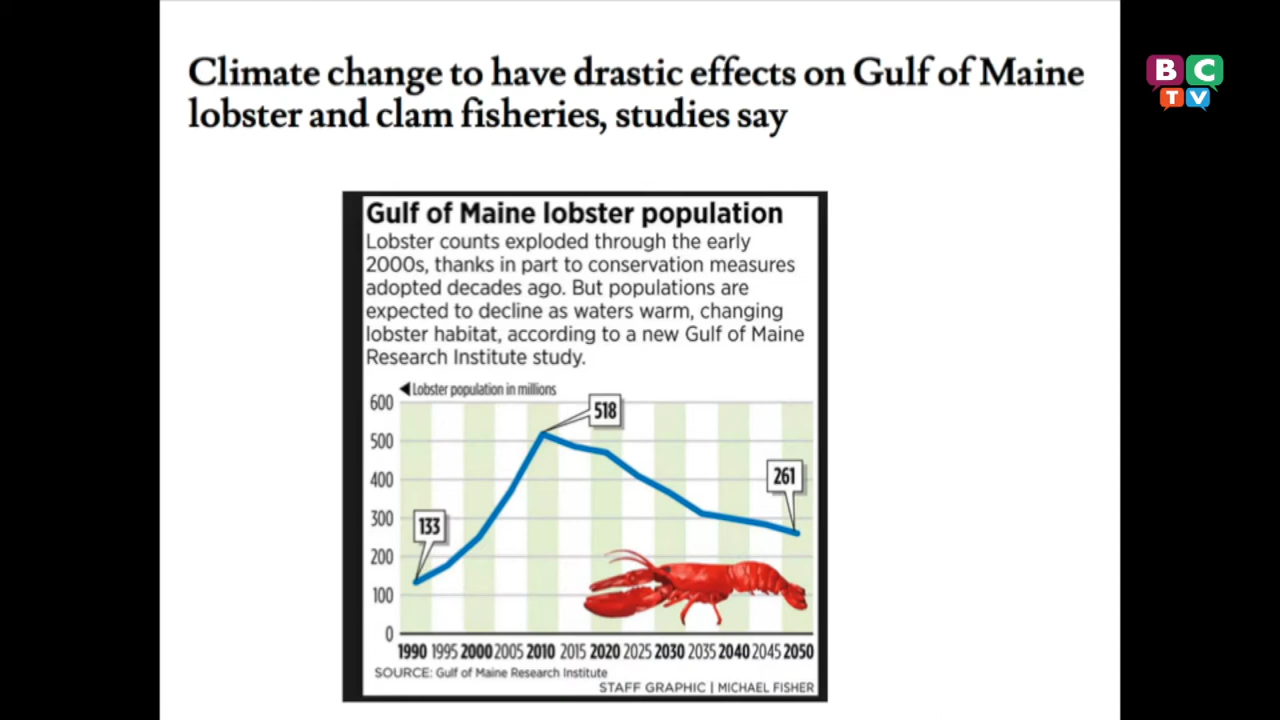 Climate change to have drastic effects on Gulf of Maine
lobster and clam fisheries, studies say
B C
T V
Gulf of Maine lobster population
Lobster counts exploded through the early
2000s, thanks in part to conservation measures
adopted decades ago. But populations are
expected to decline as waters warm, changing
lobster habitat, according to a new Gulf of Maine
Research Institute study.
Lobster population in millions
600
518
500
261
400
300
133
200
100
0
1990 1995 2000 2005 2010 2015 2020 2025 2030 2035 2040 2045 2050
SOURCE: Gulf of Maine Research Institute
STAFF GRAPHIC | MICHAEL FISHER